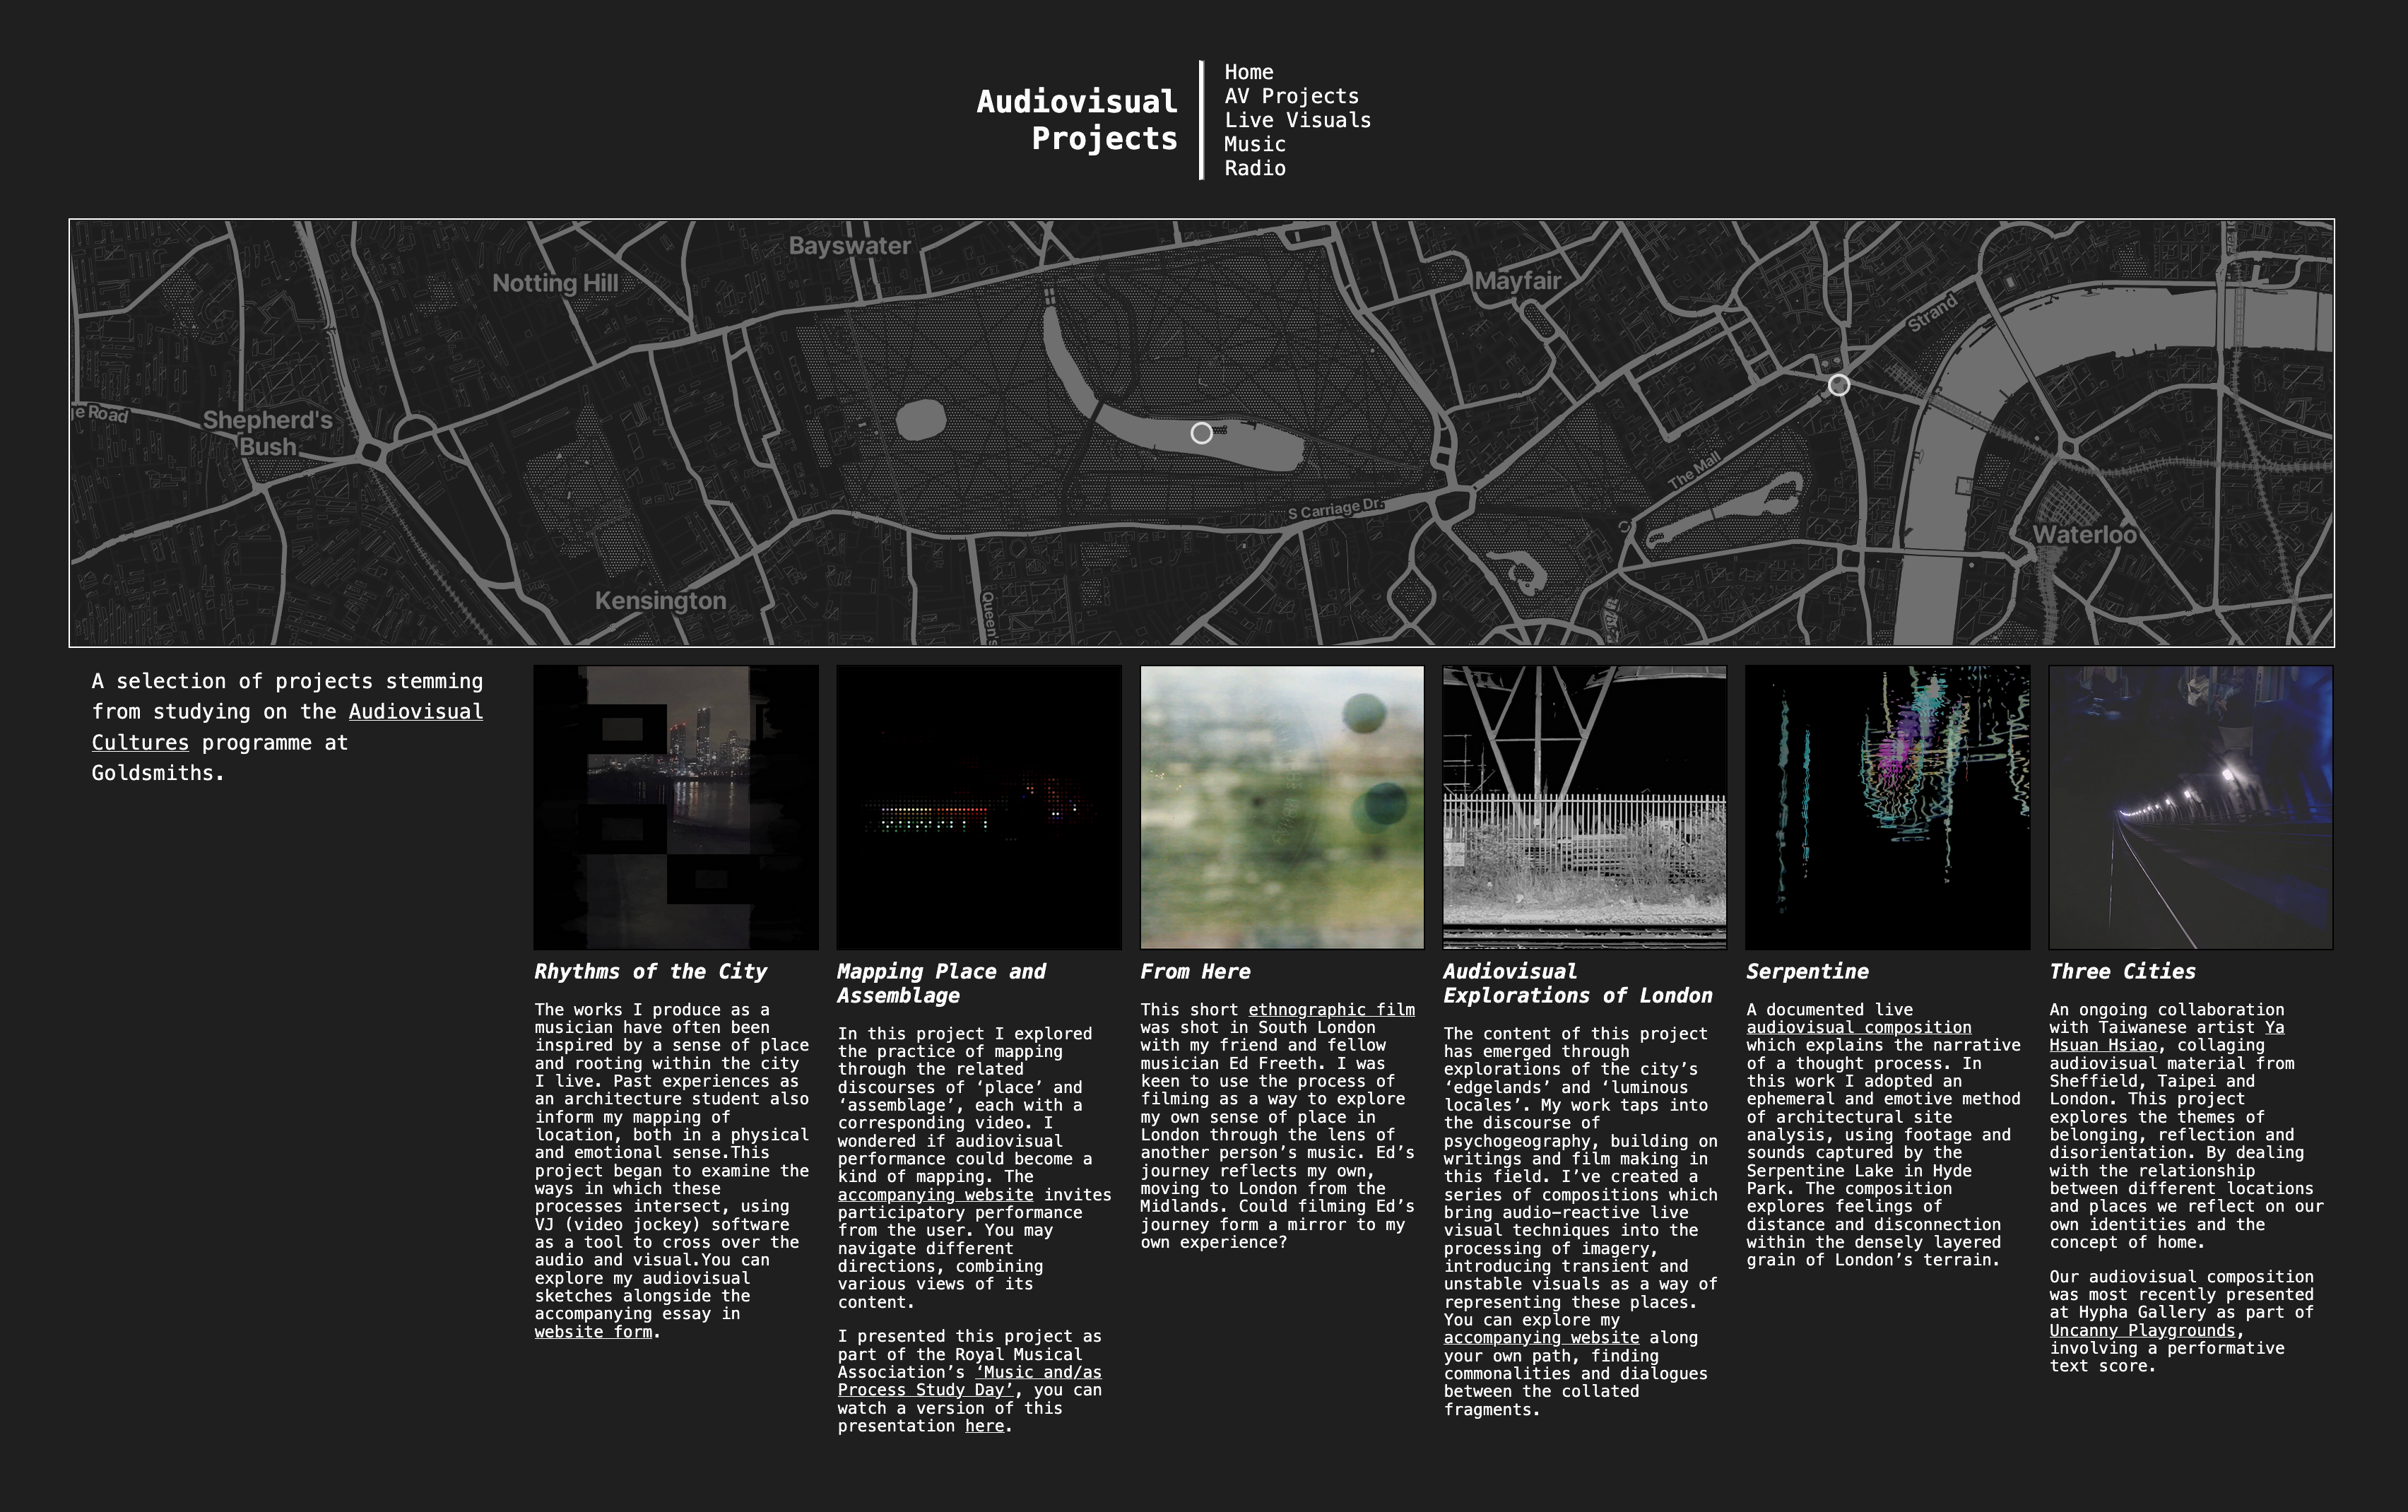 Audiovisual
Projects
Home
AV Projects
Live Visuals
Music
Radio
Bayswater
Notting Hill
Mayfair
Strand
Shepherd's
Bush
The Mall
S Carriage Dr.
Waterloo
Kensington
Queen's
A selection of projects stemming
from studying on the Audiovisual
Cultures programme at
Goldsmiths.
Rhythms of the City
The works I produce as a
musician have often been
inspired by a sense of place
and rooting within the city
I live. Past experiences as
an architecture student also
inform my mapping of
location, both in a physical
and emotional sense.This
project began to examine the
ways in which these
processes intersect, using
VJ (video jockey) software
as a tool to cross over the
audio and visual.You can
explore my audiovisual
sketches alongside the
accompanying essay in
website form.
Mapping Place and
Assemblage
In this project I explored
the practice of mapping
through the related
discourses of ‘place’ and
‘assemblage’, each with a
corresponding video. I
wondered if audiovisual
performance could become a
kind of mapping. The
accompanying website invites
participatory performance
from the user. You may
navigate different
directions, combining
various views of its
content.
I presented this project as
part of the Royal Musical
Association’s ‘Music and/as
Process Study Day’, you can
watch a version of this
presentation here.
From Here
This short ethnographic film
was shot in South London
with my friend and fellow
musician Ed Freeth. I was
keen to use the process of
filming as a way to explore
my own sense of place in
London through the lens of
another person’s music. Ed’s
journey reflects my own,
moving to London from the
Midlands. Could filming Ed’s
journey form a mirror to my
own experience?
Audiovisual
Explorations of London
The content of this project
has emerged through
explorations of the city’s
‘edgelands’ and ‘luminous
locales’. My work taps into
the discourse of
psychogeography, building on
writings and film making in
this field. I’ve created a
series of compositions which
bring audio-reactive live
visual techniques into the
processing of imagery,
introducing transient and
unstable visuals as a way of
representing these places.
You can explore my
accompanying website along
your own path, finding
commonalities and dialogues
between the collated
fragments.
Serpentine
A documented live
audiovisual composition
which explains the narrative
of a thought process. In
this work I adopted an
ephemeral and emotive method
of architectural site
analysis, using footage and
sounds captured by the
Serpentine Lake in Hyde
Park. The composition
explores feelings of
distance and disconnection
within the densely layered
grain of London’s terrain.
Three Cities
An ongoing collaboration
with Taiwanese artist Ya
Hsuan Hsiao, collaging
audiovisual material from
Sheffield, Taipei and
London. This project
explores the themes of
belonging, reflection and
disorientation. By dealing
with the relationship
between different locations
and places we reflect on our
own identities and the
concept of home.
Our audiovisual composition
was most recently presented
at Hypha Gallery as part of
Uncanny Playgrounds,
involving a performative
text score.